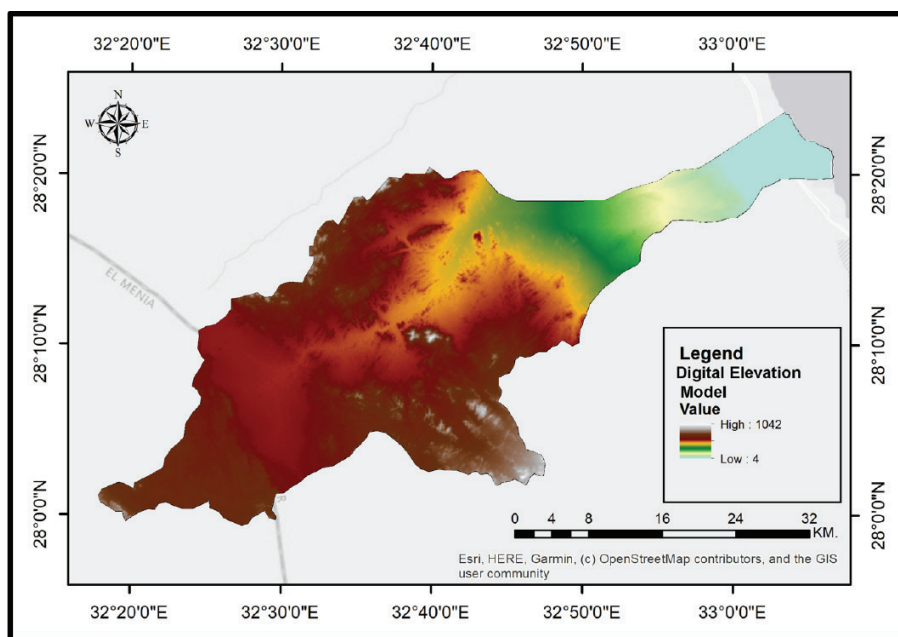 32°20'0"E 32°30'0"E 32°40'0"E 32°50'0"E 33°0'0"E
N
W E
S
28°20'0"N 28°20'0"N
EL MENIA
28°10'0"N 28°10'0"N
Legend
Digital Elevation
Model
Value
High : 1042
Low : 4
28°0'0"N 28°0'0"N
0 4 8 16 24 32
KM.
Esri, HERE, Garmin, (c) OpenStreetMap contributors, and the GIS
user community
32°20'0"E 32°30'0"E 32°40'0"E 32°50'0"E 33°0'0"E